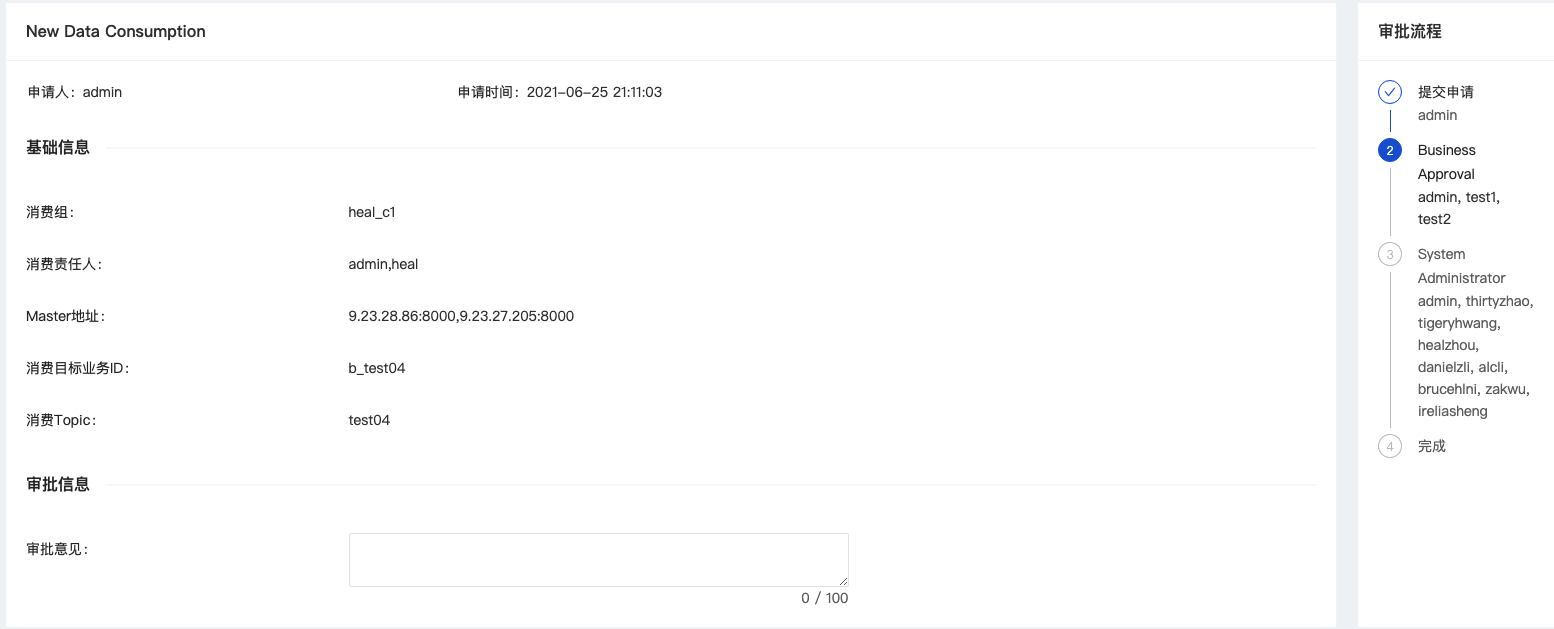 New Data Consumption
申请人：admin
申请时间：2021-06-25 21:11:03
基础信息
消费组：
heal_c1
消费责任人：
admin,heal
Master地址：
9.23.28.86:8000,9.23.27.205:8000
消费目标业务ID：
b_test04
消费Topic：
test04
审批信息
审批意见：
0 / 100
审批流程
提交申请
admin
2
Business
Approval
admin, test1,
test2
3
System
Administrator
admin, thirtyzhao,
tigeryhwang,
healzhou,
danielzli, alcli,
brucehlni, zakwu,
ireliasheng
4
完成